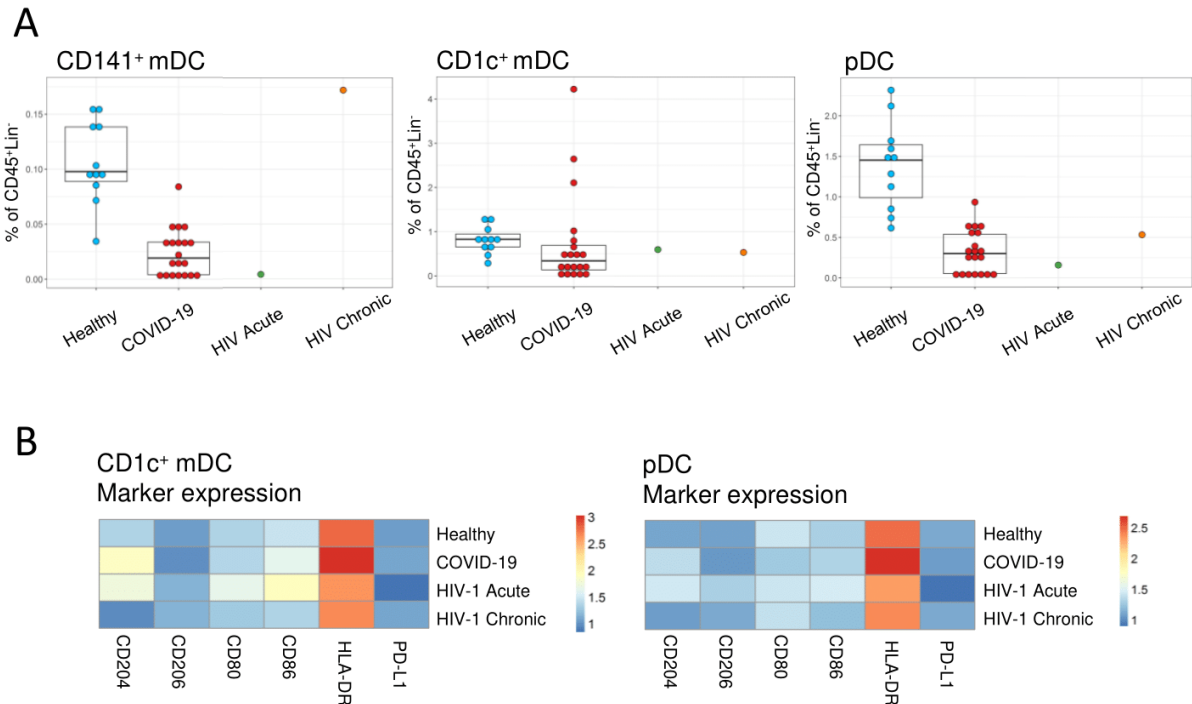 A
CD141+ mDC
% of CD45+Lin-
0.15
0.10
0.05
0.00
Healthy
COVID-19
HIV Acute
HIV Chronic
CD1c+ mDC
% of CD45+Lin-
4
3
2
1
0
Healthy
COVID-19
HIV Acute
HIV Chronic
pDC
% of CD45+Lin-
2.0
1.5
1.0
0.5
0.0
Healthy
COVID-19
HIV Acute
HIV Chronic
B
CD1c+ mDC
Marker expression
Healthy
COVID-19
HIV-1 Acute
HIV-1 Chronic
CD204
CD206
CD80
CD86
HLA-DR
PD-L1
3
2.5
2
1.5
1
pDC
Marker expression
Healthy
COVID-19
HIV-1 Acute
HIV-1 Chronic
CD204
CD206
CD80
CD86
HLA-DR
PD-L1
2.5
2
1.5
1